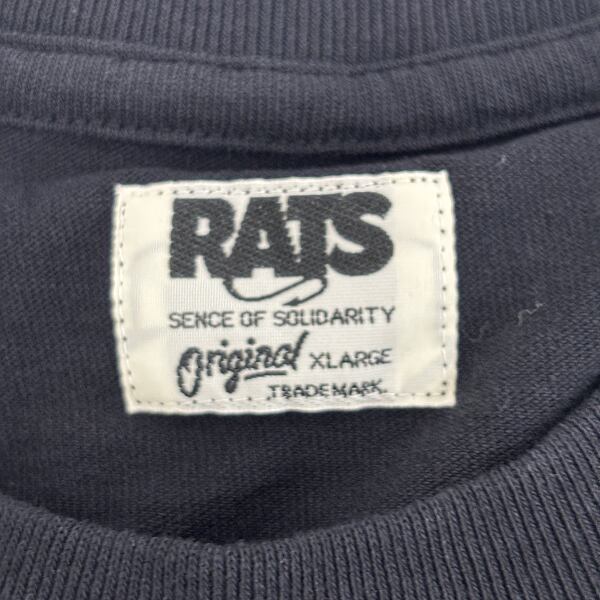 RATS
SENCE OF SOLIDARITY
Original XLARGE
TRADEMARK.